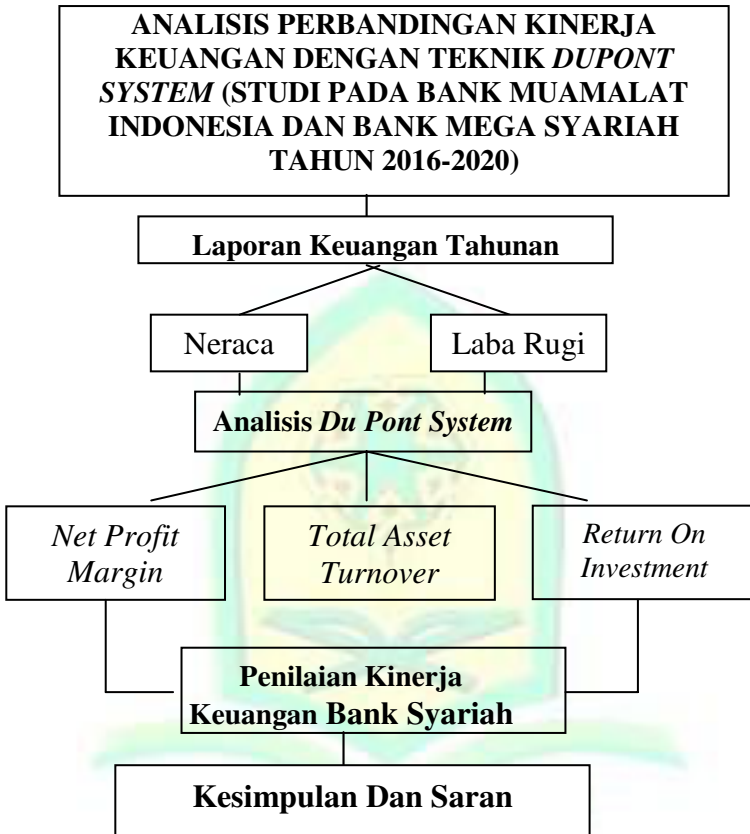 ANALISIS PERBANDINGAN KINERJA
KEUANGAN DENGAN TEKNIK DUPONT
SYSTEM (STUDI PADA BANK MUAMALAT
INDONESIA DAN BANK MEGA SYARIAH
TAHUN 2016-2020)
Laporan Keuangan Tahunan
Neraca
Laba Rugi
Analisis Du Pont System
Net Profit
Margin
Total Asset
Turnover
Return On
Investment
Penilaian Kinerja
Keuangan Bank Syariah
Kesimpulan Dan Saran